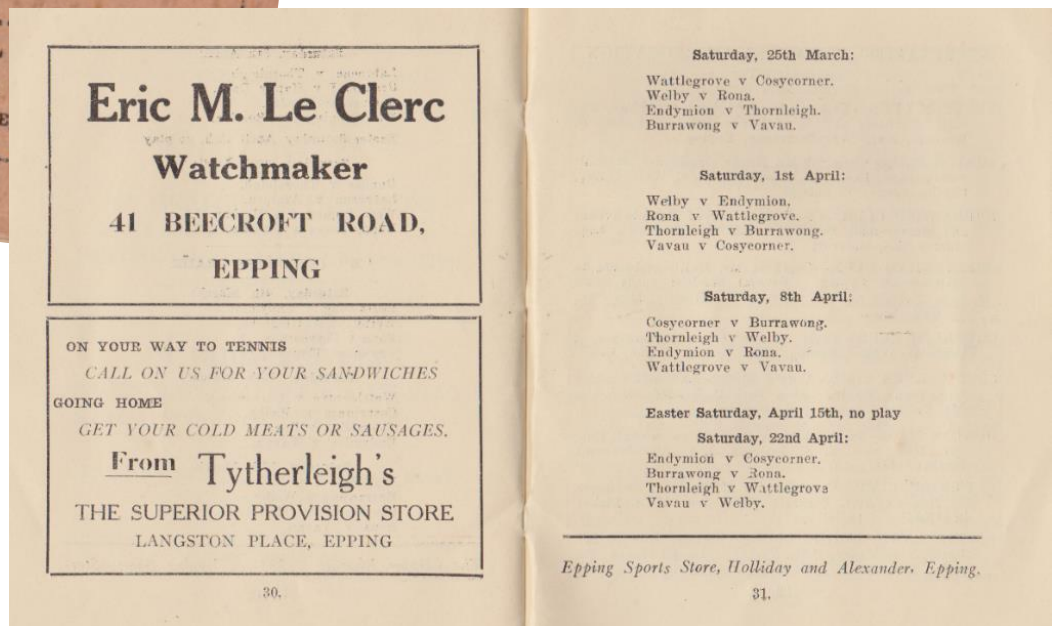 Eric M. Le Clerc
Watchmaker
41 BEECROFT ROAD,
EPPING
ON YOUR WAY TO TENNIS
CALL ON US FOR YOUR SANDWICHES
GOING HOME
GET YOUR COLD MEATS OR SAUSAGES.
From Tytherleigh's
THE SUPERIOR PROVISION STORE
LANGSTON PLACE, EPPING
30.
Saturday, 25th March:
Wattlegrove v Cosycorner.
Welby v Rona.
Endymion v Thornleigh.
Burrawong v Vavau.
Saturday, 1st April:
Welby v Endymion.
Rona v Wattlegrove.
Thornleigh v Burrawong.
Vavau v Cosycorner.
Saturday, 8th April:
Cosycorner v Burrawong.
Thornleigh v Welby.
Endymion v Rona.
Wattlegrove v Vavau.
Easter Saturday, April 15th, no play
Saturday, 22nd April:
Endymion v Cosycorner.
Burrawong v Rona.
Thornleigh v Wattlegrove
Vavau v Welby.
Epping Sports Store, Holliday and Alexander. Epping.
31.